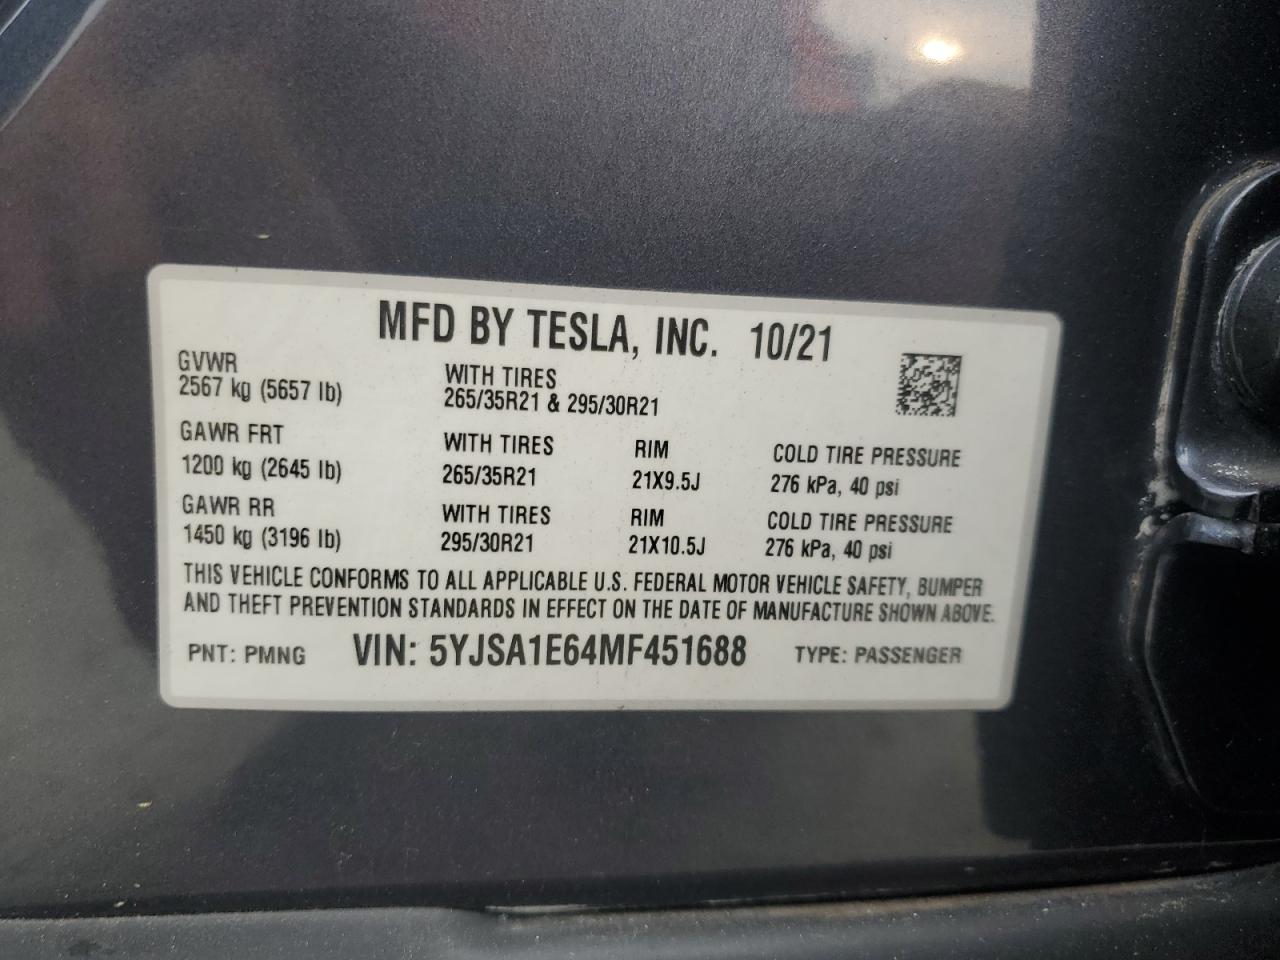 MFD BY TESLA, INC. 10/21
GVWR
2567 kg (5657 lb)
WITH TIRES
265/35R21 & 295/30R21
GAWR FRT
1200 kg (2645 lb)
WITH TIRES
265/35R21
RIM
21X9.5J
COLD TIRE PRESSURE
276 kPa, 40 psi
GAWR RR
1450 kg (3196 lb)
WITH TIRES
295/30R21
RIM
21X10.5J
COLD TIRE PRESSURE
276 kPa, 40 psi
THIS VEHICLE CONFORMS TO ALL APPLICABLE U.S. FEDERAL MOTOR VEHICLE SAFETY, BUMPER
AND THEFT PREVENTION STANDARDS IN EFFECT ON THE DATE OF MANUFACTURE SHOWN ABOVE.
PNT: PMNG VIN: 5YJSA1E64MF451688 TYPE: PASSENGER